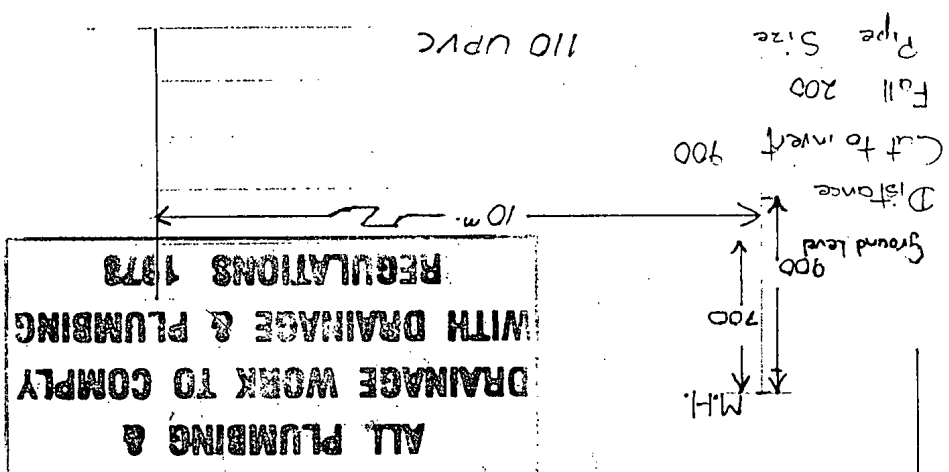 ALL PLUMBING &
DRAINAGE WORK TO COMPLY
WITH DRAINAGE & PLUMBING
REGULATIONS 1978
M.H.
700
900
Ground Level
Distance 10 m.
Cut to invert 900
Fall 200
Pipe Size 110 UPVC